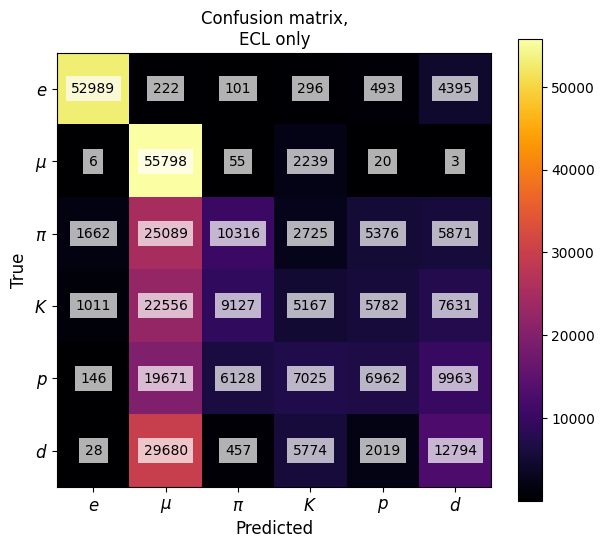 Confusion matrix,
ECL only
True
e 52989 222 101 296 493 4395
μ 6 55798 55 2239 20 3
π 1662 25089 10316 2725 5376 5871
K 1011 22556 9127 5167 5782 7631
p 146 19671 6128 7025 6962 9963
d 28 29680 457 5774 2019 12794
e μ π K p d
Predicted
50000
40000
30000
20000
10000